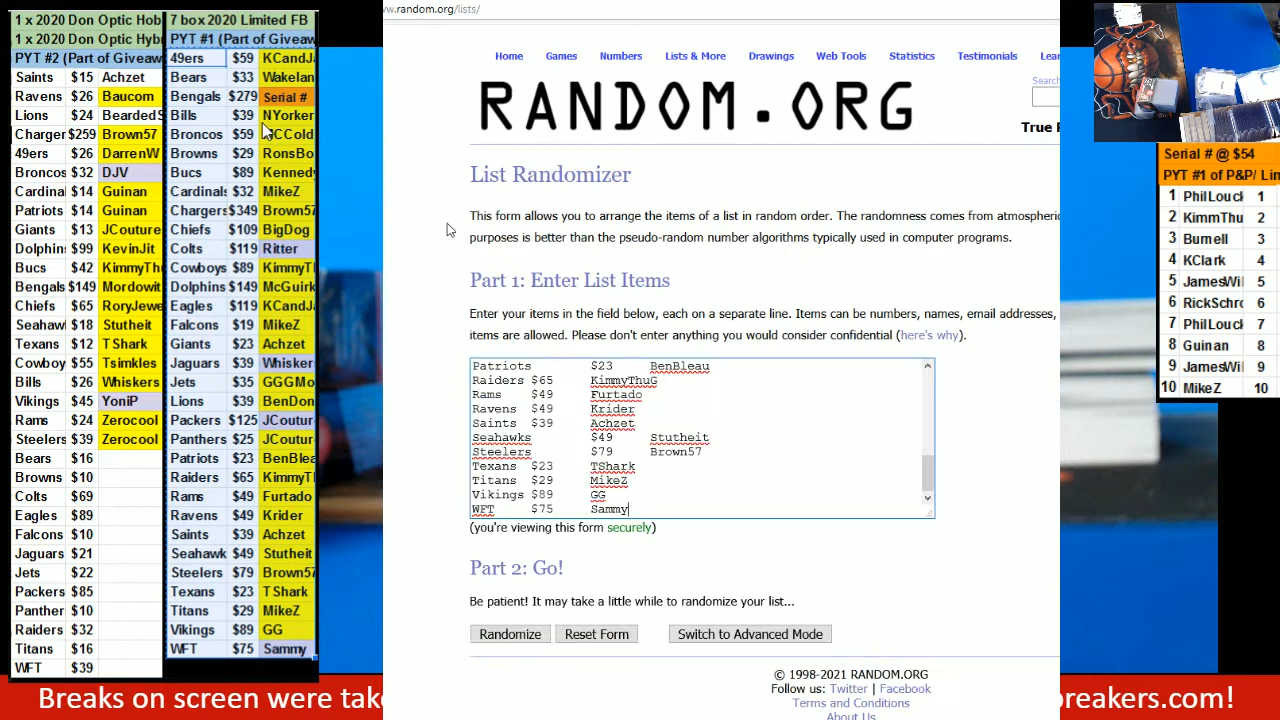 1 x 2020 Don Optic Hob
1 x 2020 Don Optic Hybr
PYT #2 (Part of Giveaw
Saints $15 Achzet
Ravens $26 Baucom
Lions $24 BeardedS
Charger $259 Brown57
49ers $26 DarrenW
Broncos $32 DJV
Cardinal $14 Guinan
Patriots $14 Guinan
Giants $13 JCouture
Dolphins $99 KevinJit
Bucs $42 KimmyThu
Bengals $149 Mordowit
Chiefs $65 RoryJewe
Seahaw $18 Stutheit
Texans $12 TShark
Cowboy $55 Tsimkles
Bills $26 Whiskers
Vikings $45 YoniP
Rams $24 Zerocool
Steelers $39 Zerocool
Bears $16
Browns $10
Colts $69
Eagles $89
Falcons $10
Jaguars $21
Jets $22
Packers $85
Panther $10
Raiders $32
Titans $16
WFT $39
7 box 2020 Limited FB
PYT #1 (Part of Giveaw
49ers $59 KCandJ
Bears $33 Wakelan
Bengals $279 Serial #
Bills $39 NYorker
Broncos $59 CCold
Browns $29 RonsBo
Bucs $89 Kennedy
Cardinals $32 MikeZ
Chargers $349 Brown57
Chiefs $109 BigDog
Colts $119 Ritter
Cowboys $89 KimmyT
Dolphins $149 McGuirk
Eagles $119 KCandJ
Falcons $19 MikeZ
Giants $23 Achzet
Jaguars $39 Whisker
Jets $35 GGGMo
Lions $39 BenDon
Packers $125 JCoutur
Panthers $25 JCoutur
Patriots $23 BenBlea
Raiders $65 KimmyT
Rams $49 Furtado
Ravens $49 Krider
Saints $39 Achzet
Seahawk $49 Stutheit
Steelers $79 Brown57
Texans $23 TShark
Titans $29 MikeZ
Vikings $89 GG
WFT $75 Sammy
ww.random.org/lists/
Home Games Numbers Lists & More Drawings Web Tools Statistics Testimonials Lear
RANDOM.ORG
Search
True R
List Randomizer
This form allows you to arrange the items of a list in random order. The randomness comes from atmospheric
purposes is better than the pseudo-random number algorithms typically used in computer programs.
Part 1: Enter List Items
Enter your items in the field below, each on a separate line. Items can be numbers, names, email addresses,
items are allowed. Please don't enter anything you would consider confidential (here's why).
Patriots $23 BenBleau
Raiders $65 KimmyThuG
Rams $49 Furtado
Ravens $49 Krider
Saints $39 Achzet
Seahawks $49 Stutheit
Steelers $79 Brown57
Texans $23 TShark
Titans $29 MikeZ
Vikings $89 GG
WFT $75 Sammy
(you're viewing this form securely)
Part 2: Go!
Be patient! It may take a little while to randomize your list...
Randomize Reset Form Switch to Advanced Mode
© 1998-2021 RANDOM.ORG
Follow us: Twitter | Facebook
Terms and Conditions
About Us
Serial # @ $54
PYT #1 of P&P/ Lim
1 PhilLouck 1
2 KimmThu 2
3 Burnell 3
4 KClark 4
5 JamesWil 5
6 RickSchro 6
7 PhilLouck 7
8 Guinan 8
9 JamesWil 9
10 MikeZ 10
Breaks on screen were take
breakers.com!